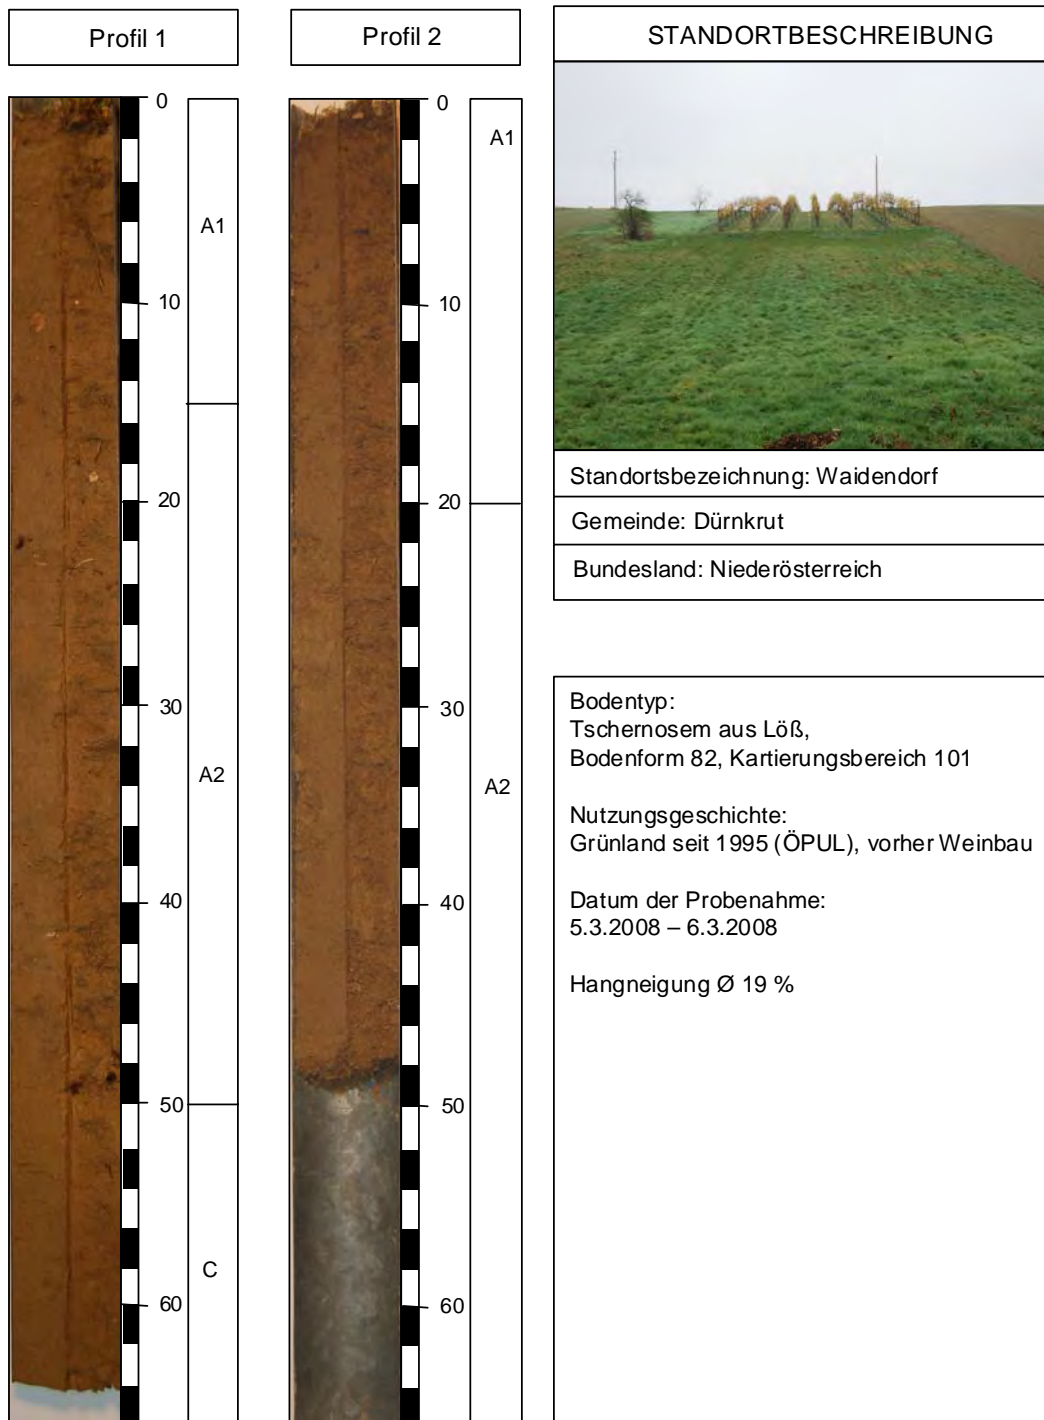 Profil 1
0
10
20
30
40
50
60
A1
A2
C
Profil 2
0
10
20
30
40
50
60
A1
A2
STANDORTBESCHREIBUNG
Standortsbezeichnung: Waidendorf
Gemeinde: Dürnkrut
Bundesland: Niederösterreich
Bodentyp:
Tschernosem aus Löß,
Bodenform 82, Kartierungsbereich 101
Nutzungsgeschichte:
Grünland seit 1995 (ÖPUL), vorher Weinbau
Datum der Probenahme:
5.3.2008 – 6.3.2008
Hangneigung Ø 19 %